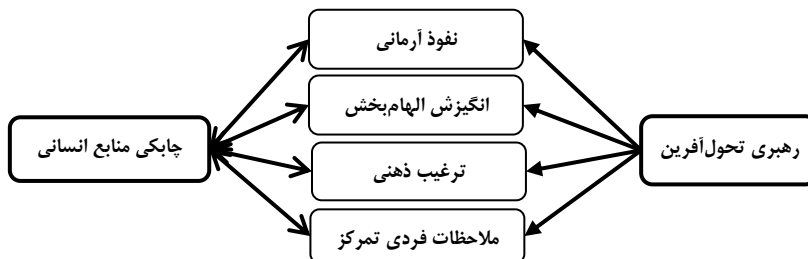 نفوذ آرمانی
انگیزش الهام‌بخش
چابکی منابع انسانی
رهبری تحول‌آفرین
ترغیب ذهنی
ملاحظات فردی تمرکز